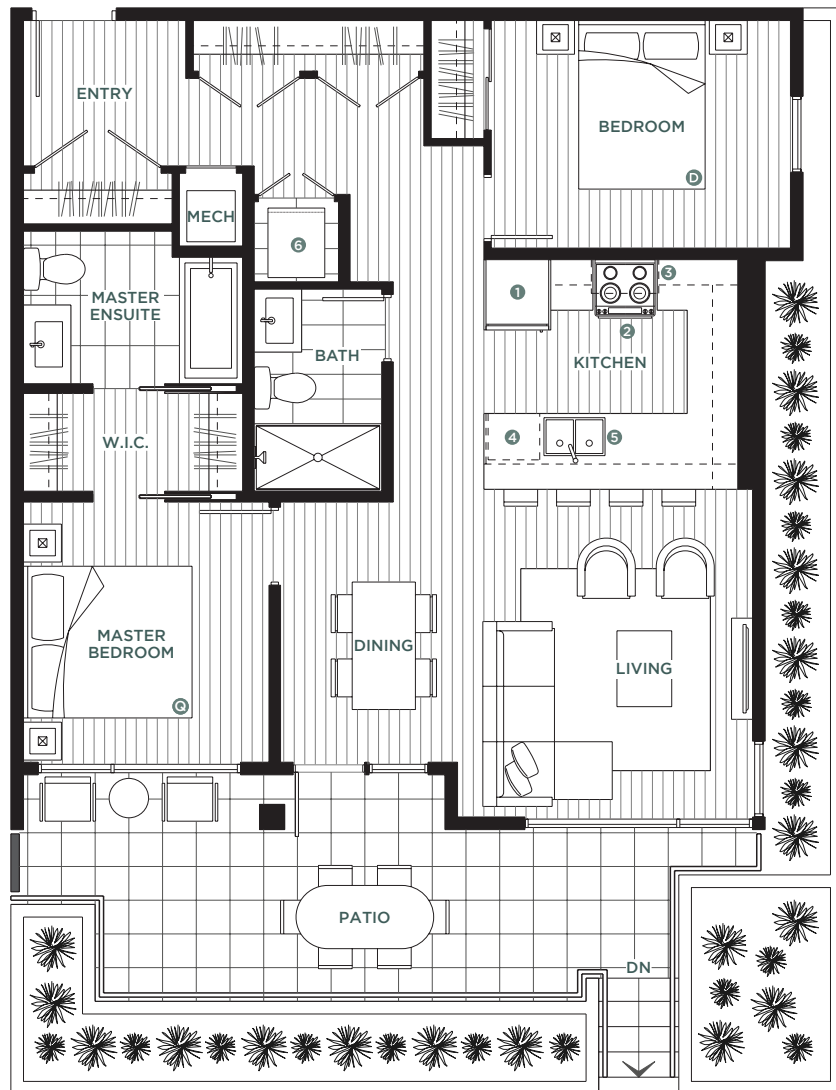 ENTRY
BEDROOM
D
MECH
6
1
3
MASTER
ENSUITE
2
BATH
KITCHEN
W.I.C.
4
5
MASTER
BEDROOM
DINING
LIVING
Q
PATIO
DN